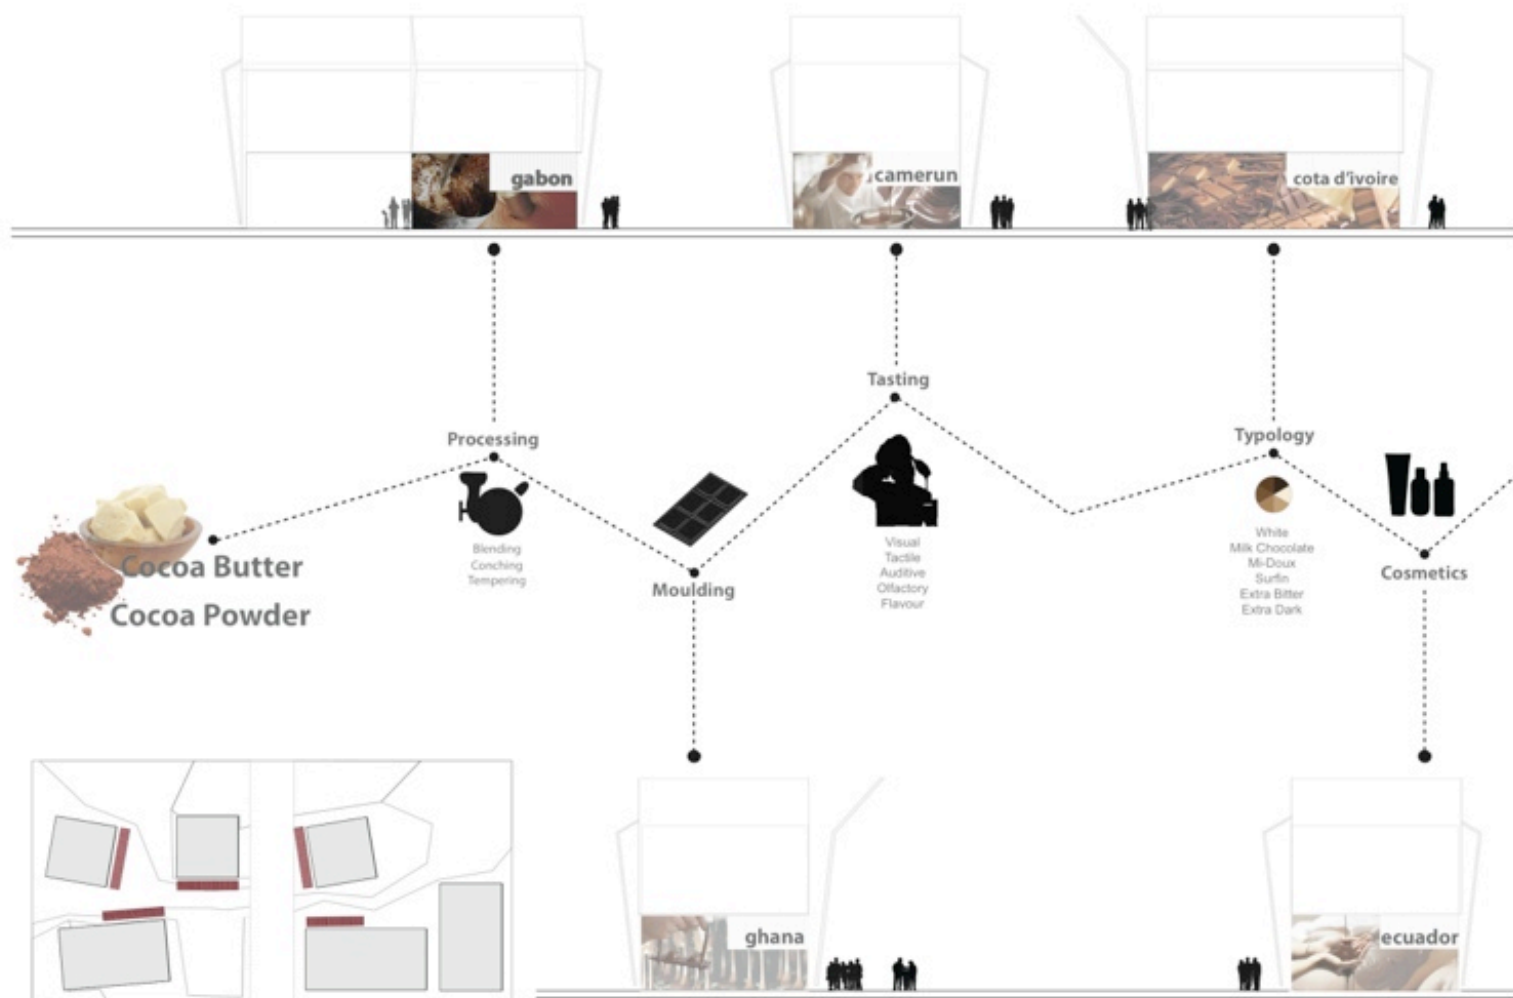 gabon
camerun
cota d'ivoire
Tasting
Processing
Typology
Blending
Conching
Tempering
Visual
Tactile
Auditive
Olfactory
Flavour
White
Milk Chocolate
Mi-Doux
Surfin
Extra Bitter
Extra Dark
Cocoa Butter
Cocoa Powder
Moulding
Cosmetics
ghana
ecuador